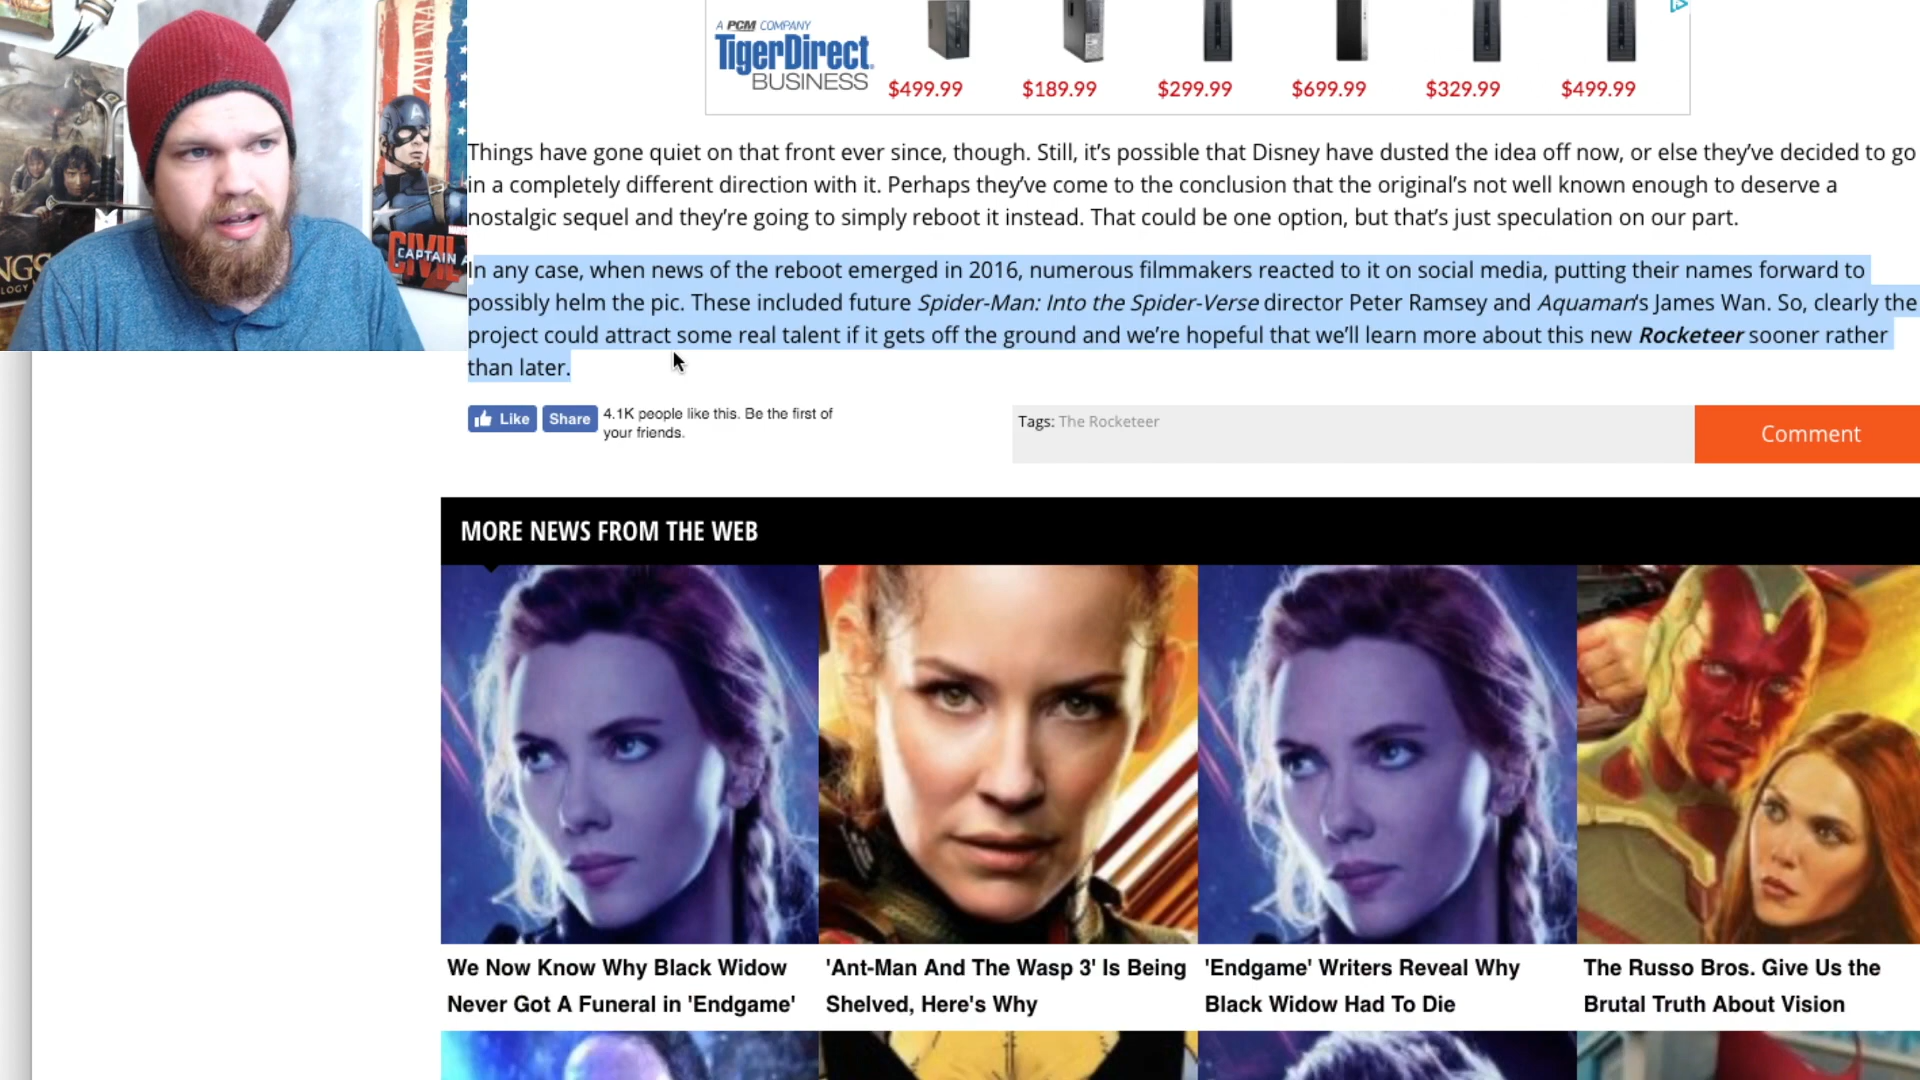 A PCM COMPANY
TigerDirect
BUSINESS
$499.99
$189.99
$299.99
$699.99
$329.99
$499.99
CIVIL WAR
CIVIL
CAPTAIN
NGS
LOGY
Things have gone quiet on that front ever since, though. Still, it's possible that Disney have dusted the idea off now, or else they've decided to go
in a completely different direction with it. Perhaps they've come to the conclusion that the original's not well known enough to deserve a
nostalgic sequel and they're going to simply reboot it instead. That could be one option, but that's just speculation on our part.
In any case, when news of the reboot emerged in 2016, numerous filmmakers reacted to it on social media, putting their names forward to
possibly helm the pic. These included future Spider-Man: Into the Spider-Verse director Peter Ramsey and Aquaman's James Wan. So, clearly the
project could attract some real talent if it gets off the ground and we're hopeful that we'll learn more about this new Rocketeer sooner rather
than later.
Like
Share
4.1K people like this. Be the first of
your friends.
Tags: The Rocketeer
Comment
MORE NEWS FROM THE WEB
We Now Know Why Black Widow
Never Got A Funeral in 'Endgame'
'Ant-Man And The Wasp 3' Is Being
Shelved, Here's Why
'Endgame' Writers Reveal Why
Black Widow Had To Die
The Russo Bros. Give Us the
Brutal Truth About Vision